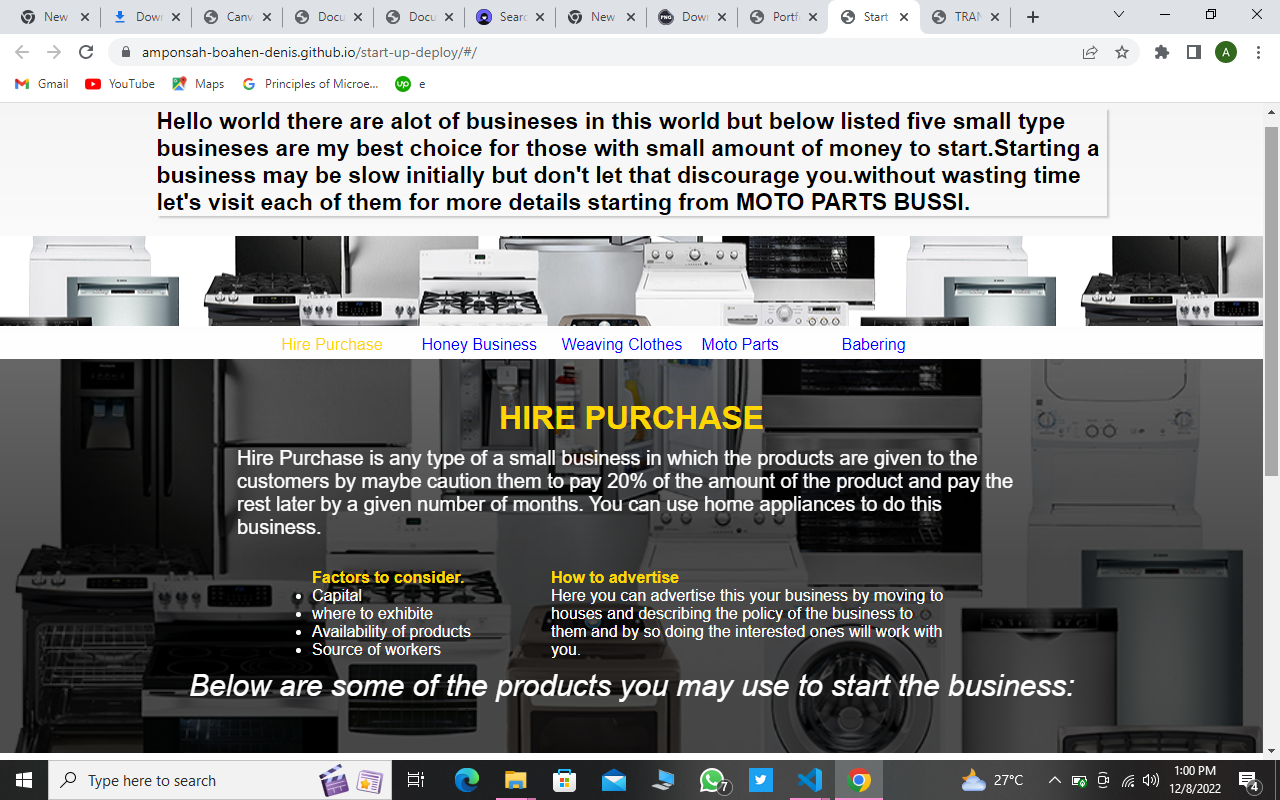 New
Down
Canv
Docu
Docu
Searc
New
PNG
Down
Portf
Start
TRAN
amponsah-boahen-denis.github.io/start-up-deploy/#/
A
Gmail
YouTube
Maps
G
Principles of Microe...
up
e
Hello world there are alot of busineses in this world but below listed five small type
busineses are my best choice for those with small amount of money to start.Starting a
business may be slow initially but don't let that discourage you.without wasting time
let's visit each of them for more details starting from MOTO PARTS BUSSI.
Hire Purchase
Honey Business
Weaving Clothes
Moto Parts
Babering
HIRE PURCHASE
Hire Purchase is any type of a small business in which the products are given to the
customers by maybe caution them to pay 20% of the amount of the product and pay the
rest later by a given number of months. You can use home appliances to do this
business.
Factors to consider.
Capital
where to exhibite
Availability of products
Source of workers
How to advertise
Here you can advertise this your business by moving to
houses and describing the policy of the business to
them and by so doing the interested ones will work with
you.
Below are some of the products you may use to start the business:
Type here to search
7
27°C
1:00 PM
12/8/2022
4